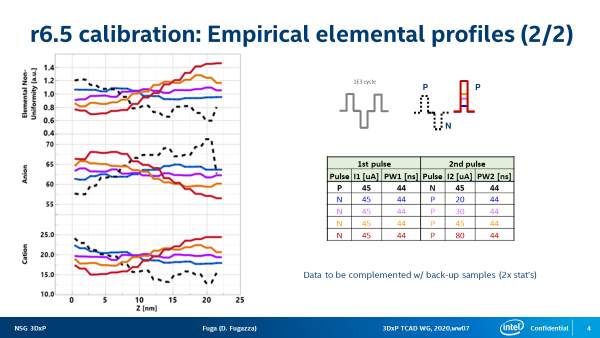 r6.5 calibration: Empirical elemental profiles (2/2)
Elemental Non-
Uniformity [a.u.]
1.4
1.2
1.0
0.8
0.6
0.4
Anion
70
65
60
55
Cation
25.0
20.0
15.0
10.0
0 5 10 15 20 25
Z [nm]
1E3 cycle
P
N
P
1st pulse 2nd pulse
Pulse I1 [uA] PW1 [ns] Pulse I2 [uA] PW2 [ns]
P 45 44 N 45 44
N 45 44 P 20 44
N 45 44 P 30 44
N 45 44 P 45 44
N 45 44 P 80 44
Data to be complemented w/ back-up samples (2x stat's)
NSG 3DxP Fuga (D. Fugazza) 3DxP TCAD WG, 2020,ww07 intel Confidential 4